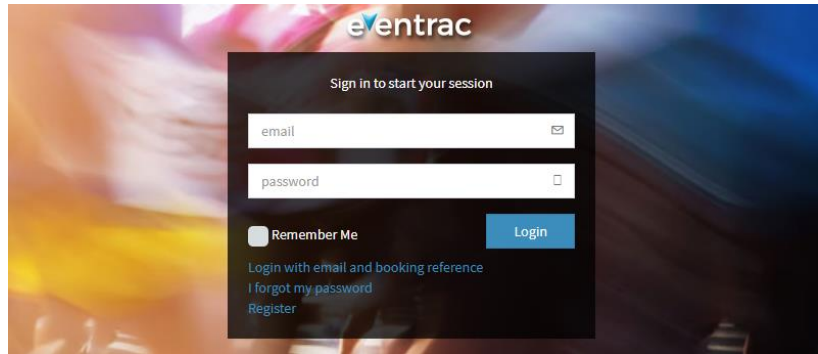 eventrac
Sign in to start your session
email
password
Remember Me
Login
Login with email and booking reference
I forgot my password
Register